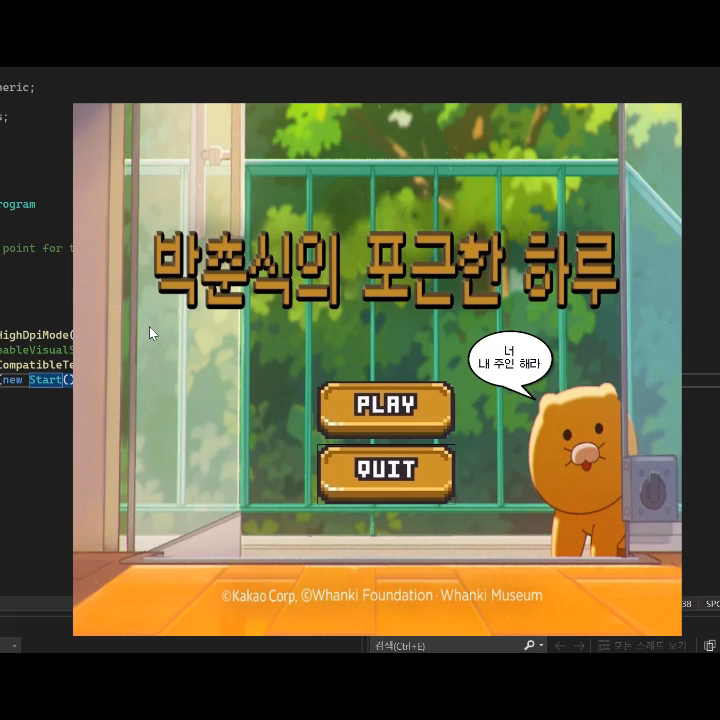 neric;
s;
rogram
point for t
HighDpiMode(
nableVisualS
CompatibleTe
(new Start()
박춘식의 포근한 하루
너
내 주인 해라
PLAY
QUIT
©Kakao Corp. ©Whanki Foundation · Whanki Museum
38 SPC
검색(Ctrl+E)
모든 스레드 보기